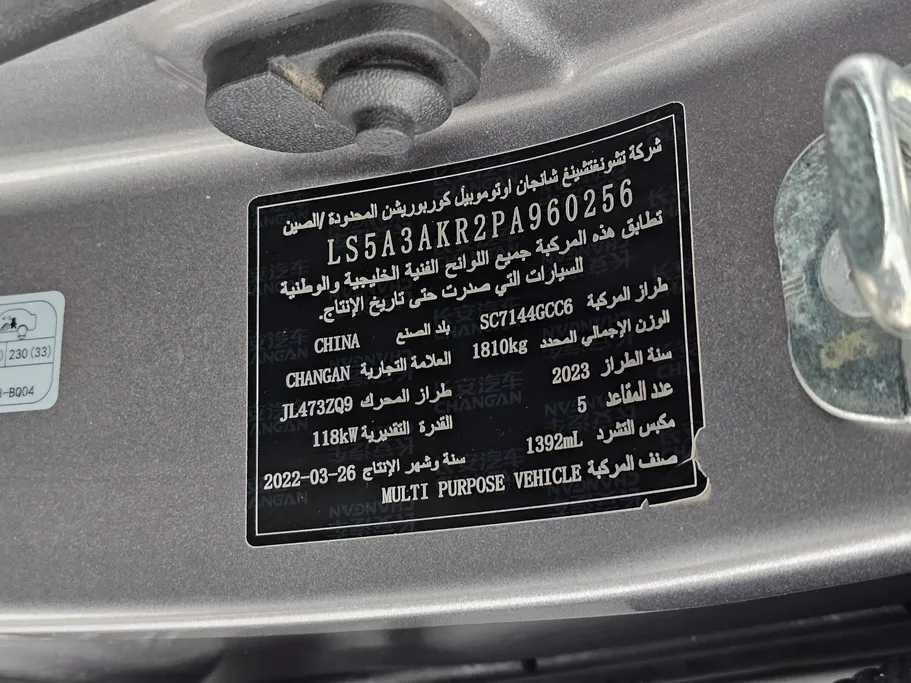 شركة تشونغتشينغ شانجان اوتوموبيل كوربوريشن المحدودة /الصين
LS5A3AKR2PA960256
تطابق هذه المركبة جميع اللوائح الفنية الخليجية والوطنية
للسيارات التي صدرت حتى تاريخ الإنتاج.
طراز المركبة SC7144GCC6 بلد الصنع CHINA
الوزن الإجمالي المحدد 1810kg العلامة التجارية CHANGAN
سنة الطراز 2023 طراز المحرك JL473ZQ9
عدد المقاعد 5 القدرة التقديرية 118kW
مكبس التشرد 1392mL سنة وشهر الإنتاج 2022-03-26
صنف المركبة MULTI PURPOSE VEHICLE
230 (33)
-BQ04